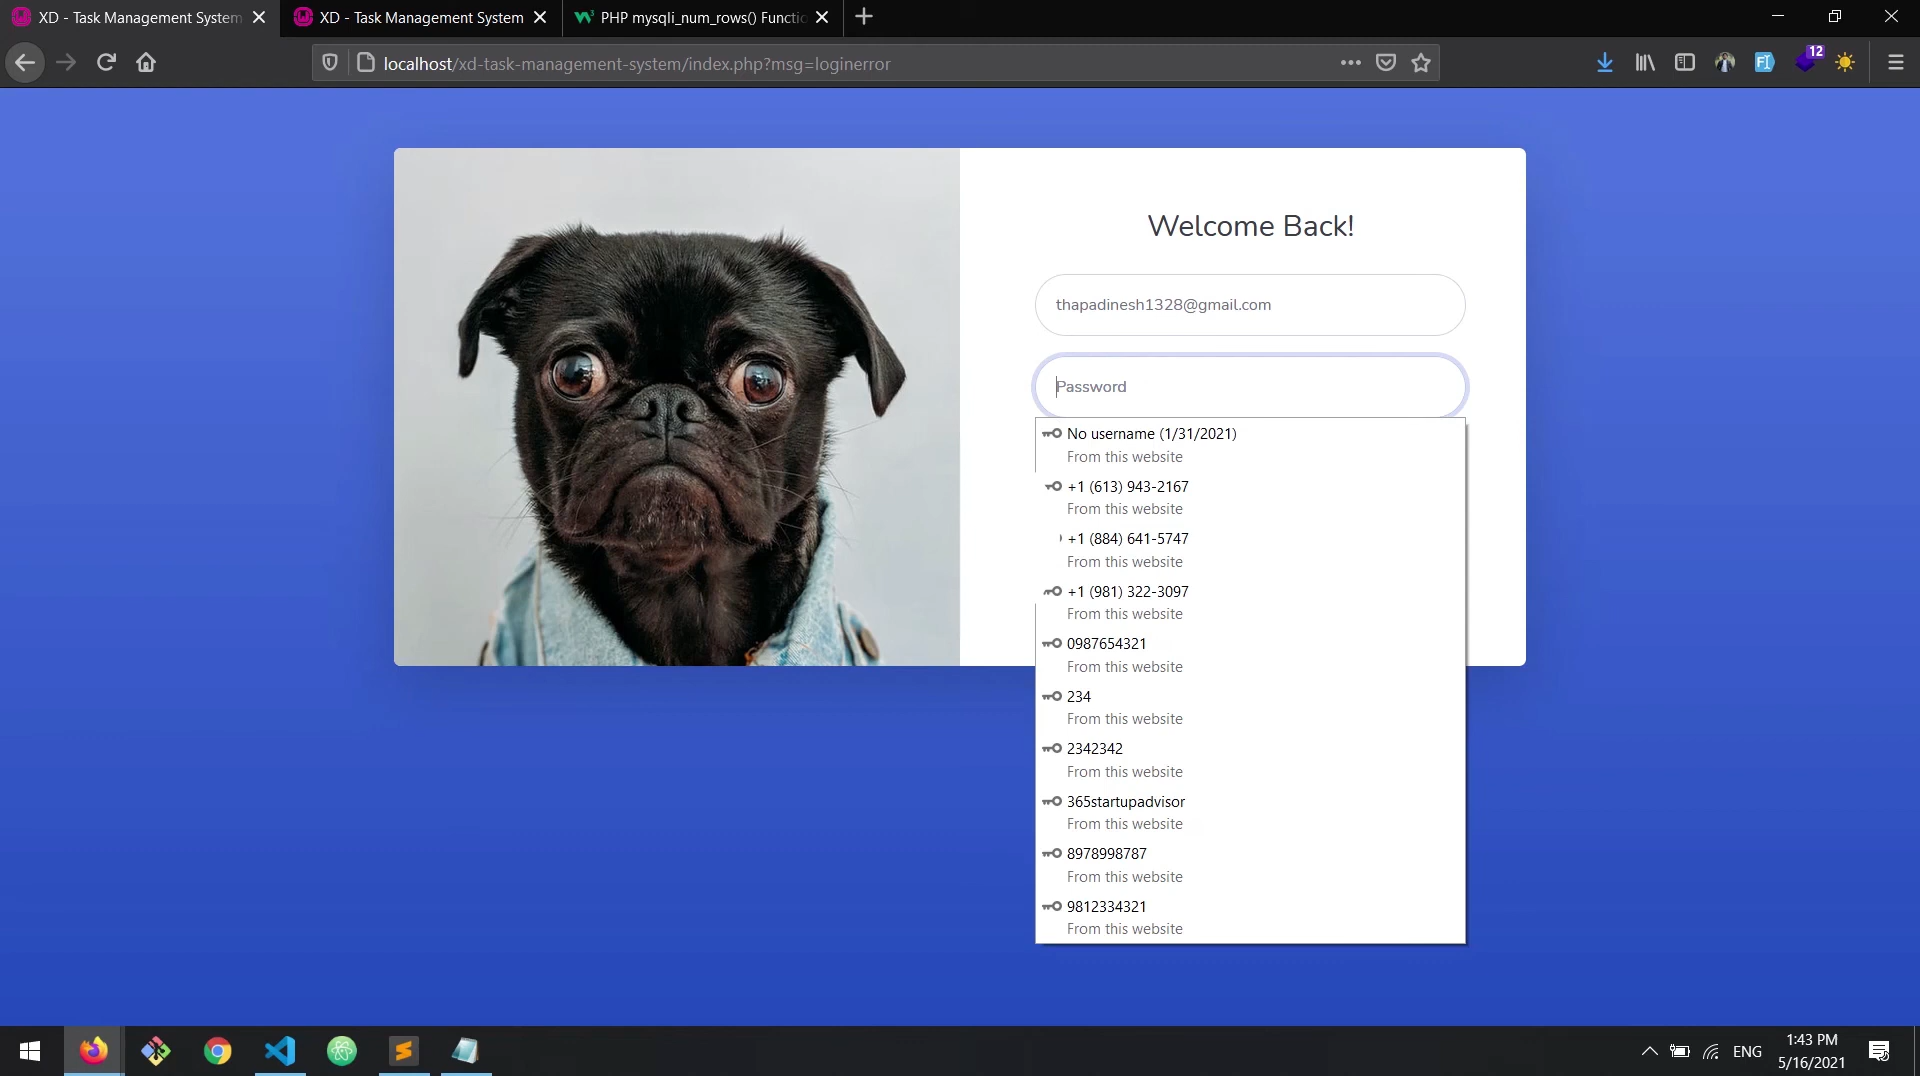 XD - Task Management System
XD - Task Management System
PHP mysqli_num_rows() Functio
localhost/xd-task-management-system/index.php?msg=loginerror
12
Welcome Back!
thapadinesh1328@gmail.com
Password
No username (1/31/2021)
From this website
+1 (613) 943-2167
From this website
+1 (884) 641-5747
From this website
+1 (981) 322-3097
From this website
0987654321
From this website
234
From this website
2342342
From this website
365startupadvisor
From this website
8978998787
From this website
9812334321
From this website
ENG
1:43 PM
5/16/2021